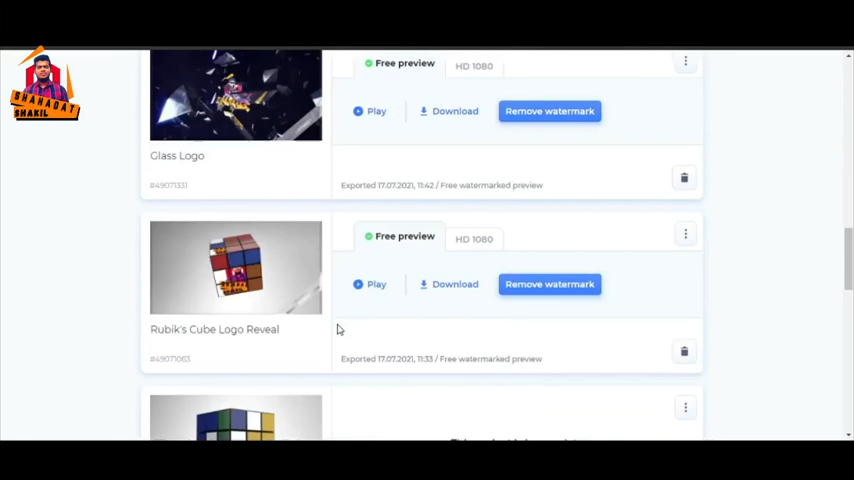 SHAHADAT
SHAKIL
Free preview
HD 1080
Play
Download
Remove watermark
Glass Logo
#49071331
Exported 17.07.2021, 11:42 / Free watermarked preview
Free preview
HD 1080
Play
Download
Remove watermark
Rubik's Cube Logo Reveal
#49071063
Exported 17.07.2021, 11:33 / Free watermarked preview